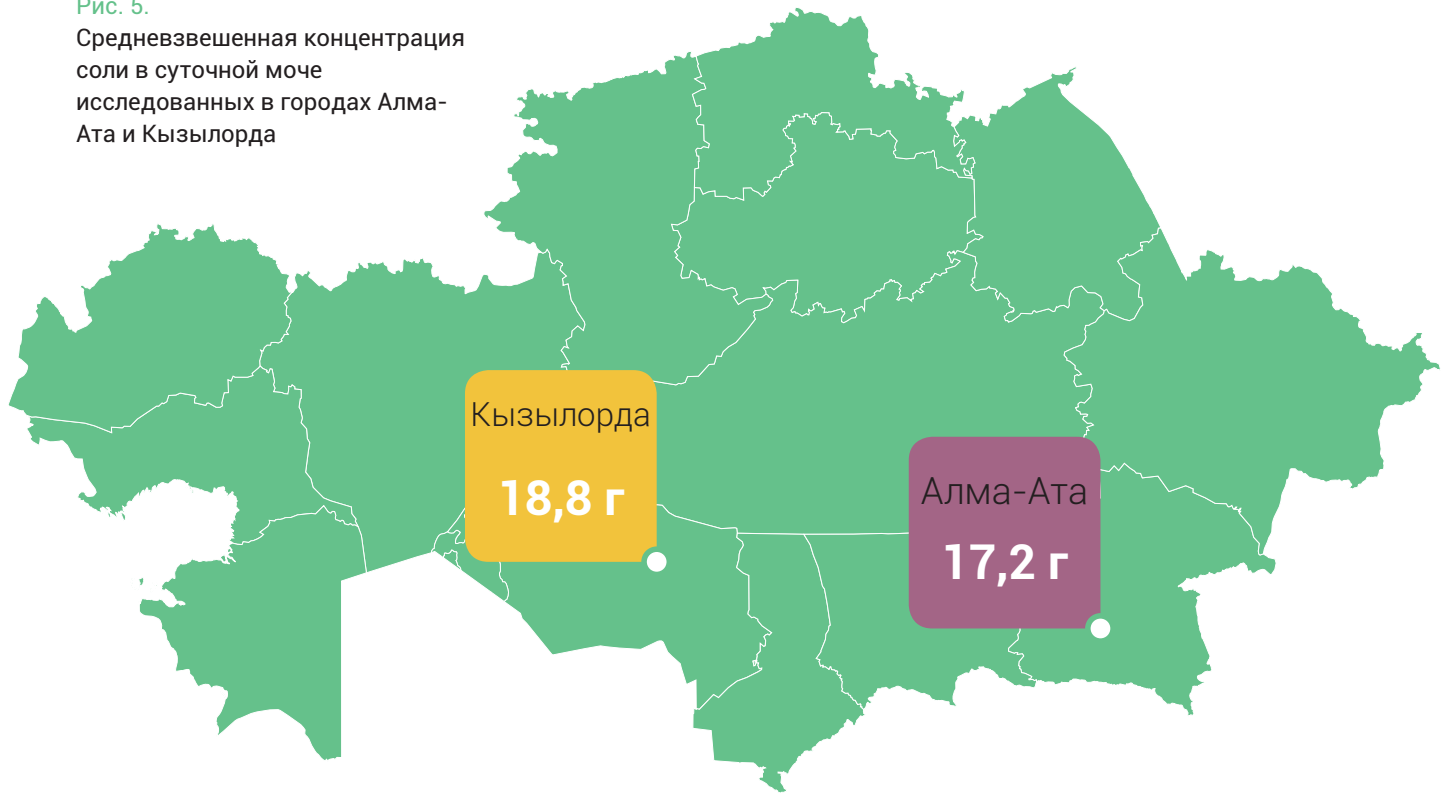 Рис. 5.
Средневзвешенная концентрация
соли в суточной моче
исследованных в городах Алма-
Ата и Кызылорда
Кызылорда
18,8 г
Алма-Ата
17,2 г